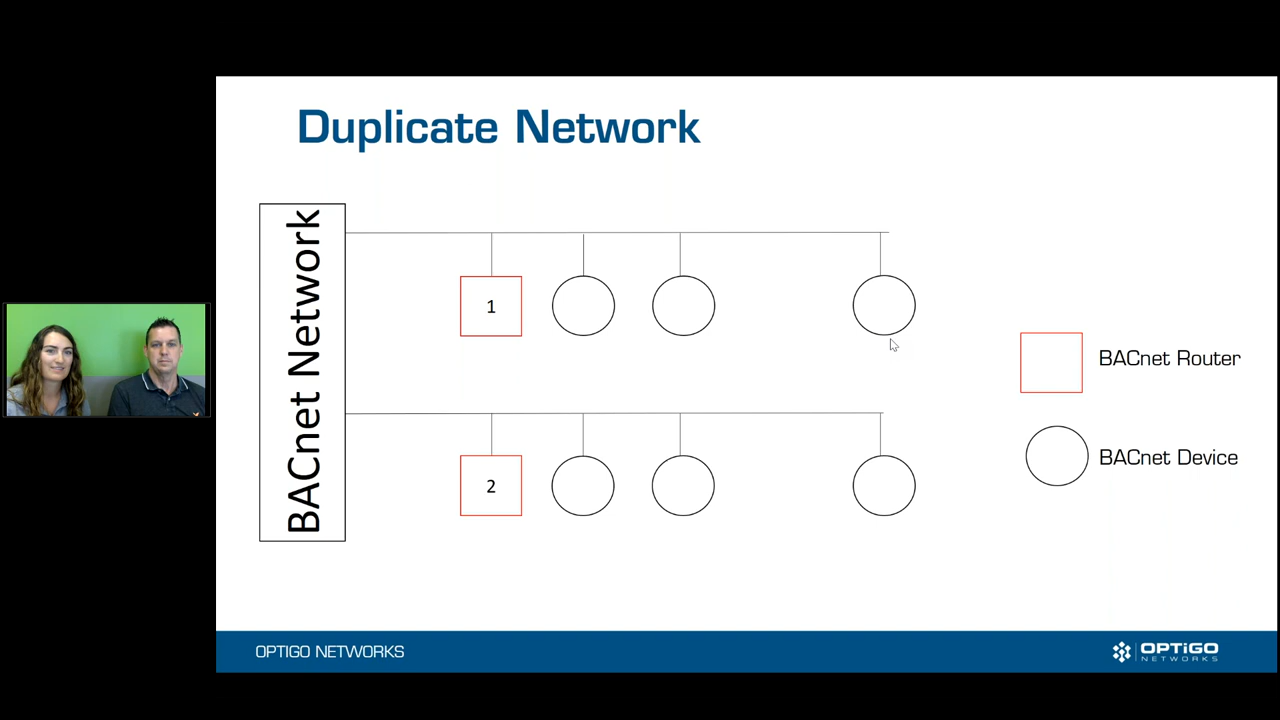 Duplicate Network
BACnet Network
1
2
BACnet Router
BACnet Device
OPTIGO NETWORKS
OPTiGO
NETWORKS